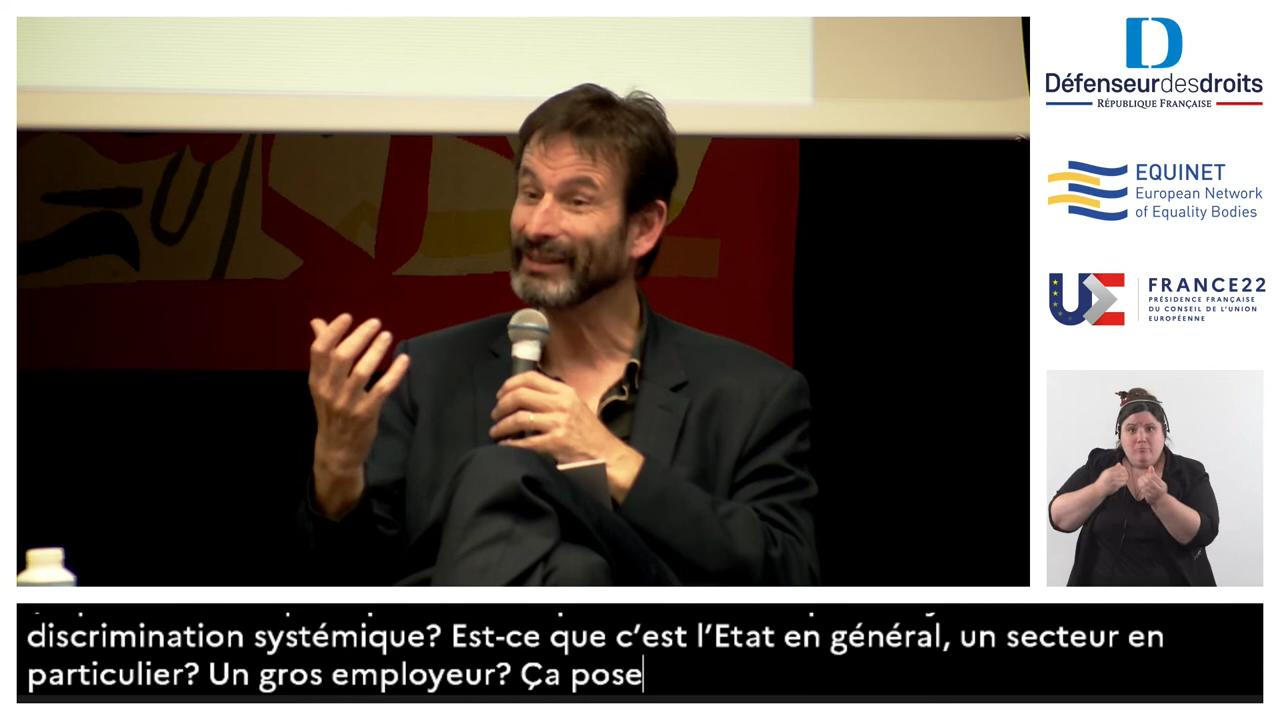 Défenseurdesdroits
RÉPUBLIQUE FRANÇAISE
EQUINET
European Network
of Equality Bodies
UE
FRANCE22
PRÉSIDENCE FRANÇAISE
DU CONSEIL DE L'UNION
EUROPÉENNE
discrimination systémique? Est-ce que c'est l'Etat en général, un secteur en
particulier? Un gros employeur? Ça pose